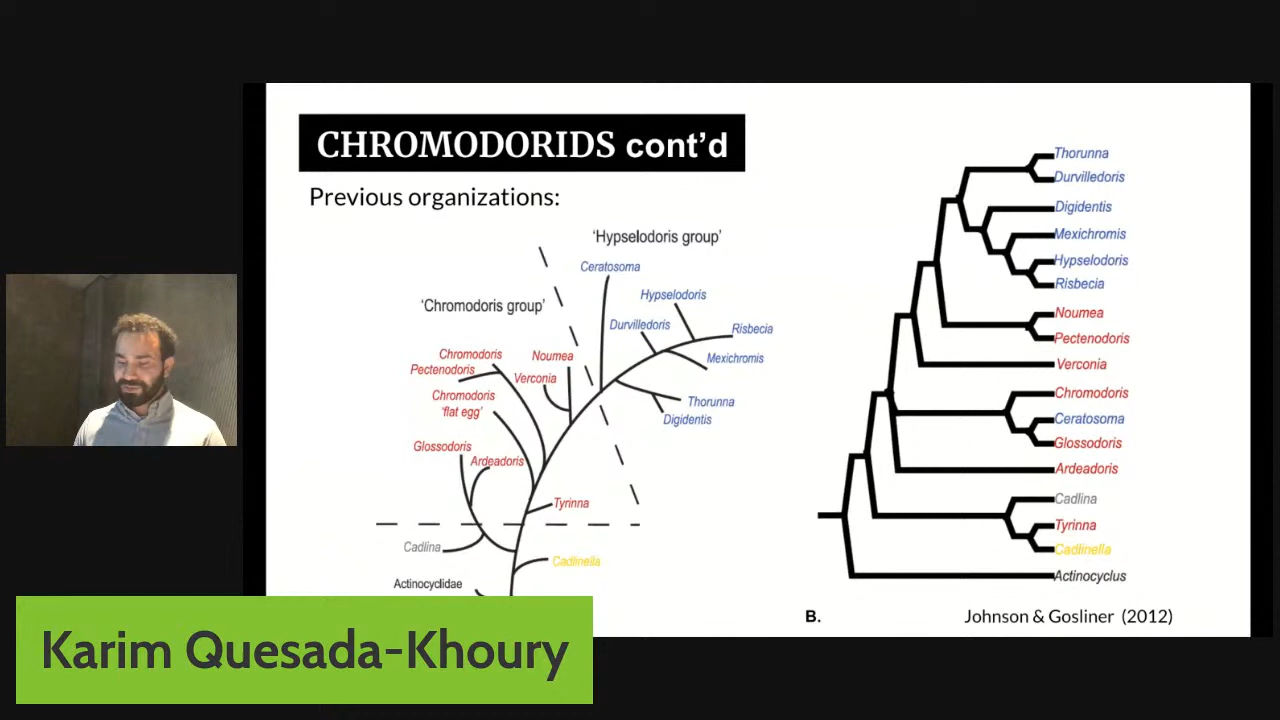 CHROMODORIDS cont'd
Previous organizations:
'Hypselodoris group'
Ceratosoma
'Chromodoris group'
Hypselodoris
Durvilledoris
Risbecia
Mexichromis
Chromodoris
Pectenodoris
Noumea
Verconia
Chromodoris
'flat egg'
Thorunna
Digidentis
Glossodoris
Ardeadoris
Tyrinna
Cadlina
Cadlinella
Actinocyclidae
Thorunna
Durvilledoris
Digidentis
Mexichromis
Hypselodoris
Risbecia
Noumea
Pectenodoris
Verconia
Chromodoris
Ceratosoma
Glossodoris
Ardeadoris
Cadlina
Tyrinna
Cadlinella
Actinocyclus
B.
Johnson & Gosliner (2012)
Karim Quesada-Khoury